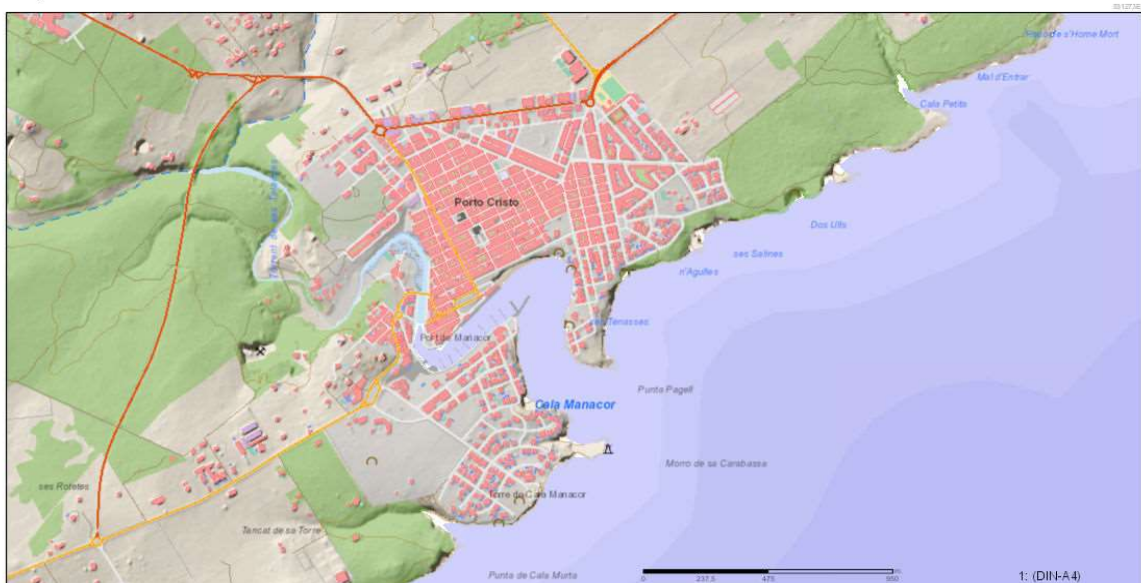 Mal d'Entrar
Cala Petita
Porto Cristo
Dos Ulls
ses Salines
n'Agulles
Port de Manacor
Punta Pagell
Cala Manacor
Morro de sa Carabassa
ses Rotetes
Torre de Cala Manacor
Tancat de sa Torre
Punta de Cala Murta
0 237.5 475 950
1: (DIN-A4)